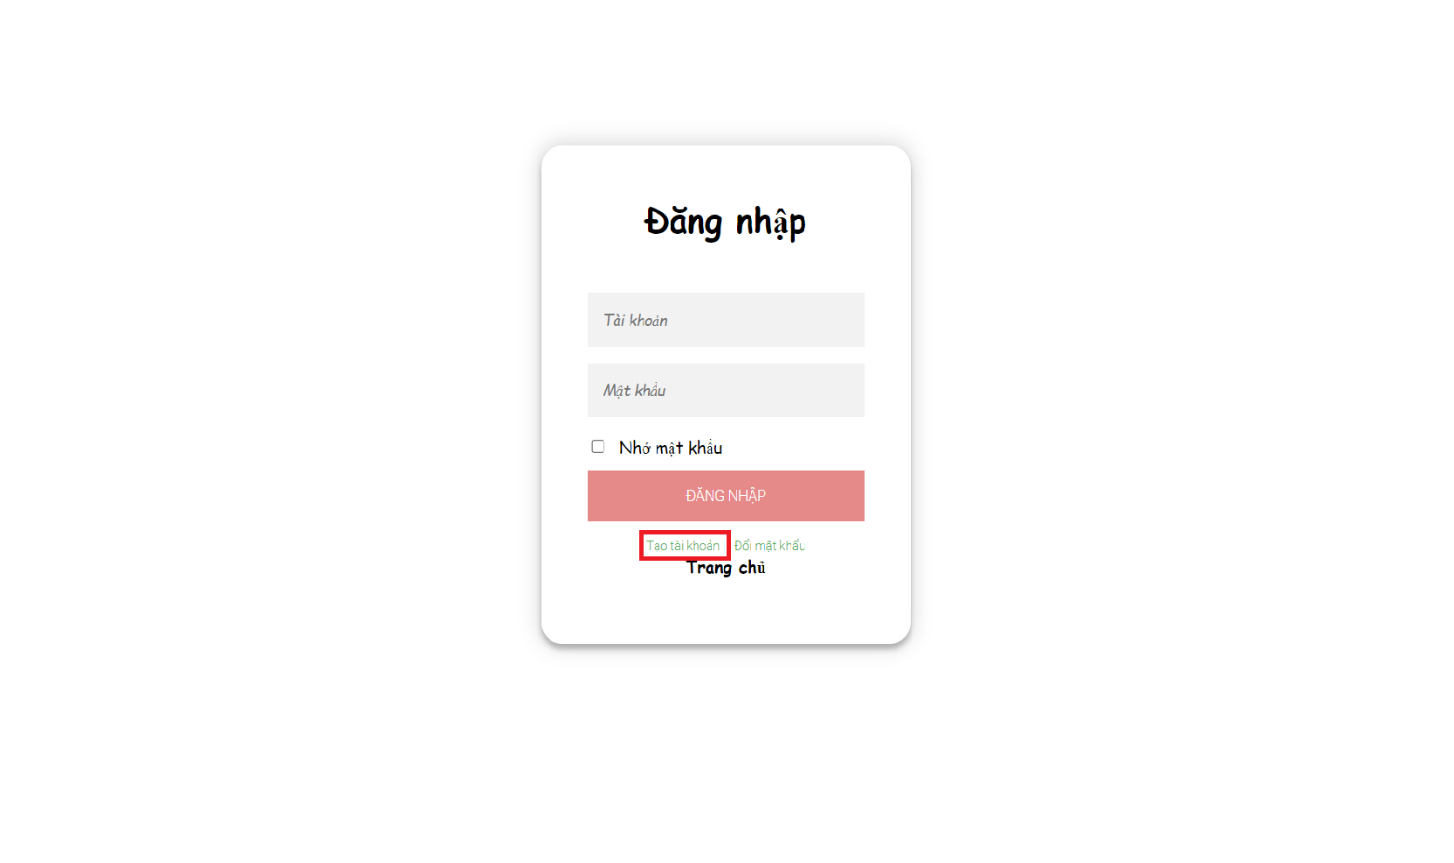 Đăng nhập
Tài khoản
Mật khẩu
Nhớ mật khẩu
ĐĂNG NHẬP
Tạo tài khoản Đổi mật khẩu
Trang chủ